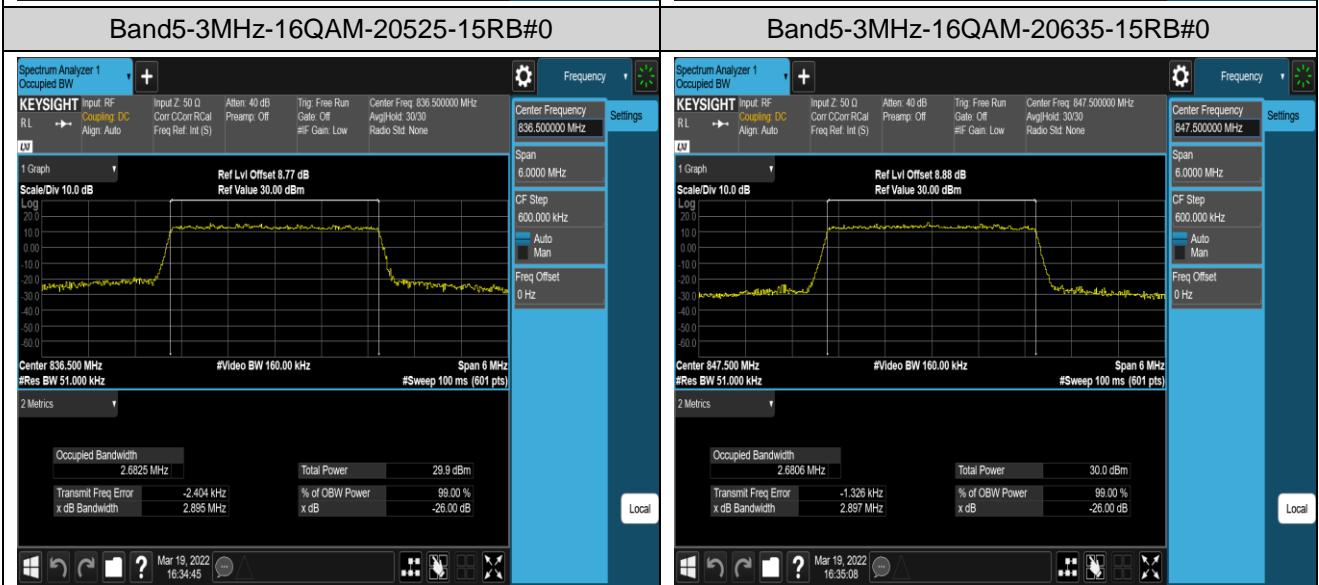 Band5-3MHz-16QAM-20525-15RB#0
Spectrum Analyzer 1
Occupied BW
+
Frequency
KEYSIGHT
R L
LXI
Input: RF
Coupling: DC
Align: Auto
Input Z: 50 Ω
Corr CCorr RCal
Freq Ref: Int (S)
Atten: 40 dB
Preamp: Off
Trig: Free Run
Gate: Off
#IF Gain: Low
Center Freq: 836.500000 MHz
Avg|Hold: 30/30
Radio Std: None
Center Frequency
836.500000 MHz
Settings
Span
6.0000 MHz
CF Step
600.000 kHz
Auto
Man
Freq Offset
0 Hz
Local
1 Graph
Scale/Div 10.0 dB
Ref Lvl Offset 8.77 dB
Ref Value 30.00 dBm
Log
20.0
10.0
0.00
-10.0
-20.0
-30.0
-40.0
-50.0
-60.0
Center 836.500 MHz
#Video BW 160.00 kHz
Span 6 MHz
#Res BW 51.000 kHz
#Sweep 100 ms (601 pts)
2 Metrics
Occupied Bandwidth
2.6825 MHz
Total Power 29.9 dBm
Transmit Freq Error -2.404 kHz
% of OBW Power 99.00 %
x dB Bandwidth 2.895 MHz
x dB -26.00 dB
?
Mar 19, 2022
16:34:45
Band5-3MHz-16QAM-20635-15RB#0
Spectrum Analyzer 1
Occupied BW
+
Frequency
KEYSIGHT
R L
LXI
Input: RF
Coupling: DC
Align: Auto
Input Z: 50 Ω
Corr CCorr RCal
Freq Ref: Int (S)
Atten: 40 dB
Preamp: Off
Trig: Free Run
Gate: Off
#IF Gain: Low
Center Freq: 847.500000 MHz
Avg|Hold: 30/30
Radio Std: None
Center Frequency
847.500000 MHz
Settings
Span
6.0000 MHz
CF Step
600.000 kHz
Auto
Man
Freq Offset
0 Hz
Local
1 Graph
Scale/Div 10.0 dB
Ref Lvl Offset 8.88 dB
Ref Value 30.00 dBm
Log
20.0
10.0
0.00
-10.0
-20.0
-30.0
-40.0
-50.0
-60.0
Center 847.500 MHz
#Video BW 160.00 kHz
Span 6 MHz
#Res BW 51.000 kHz
#Sweep 100 ms (601 pts)
2 Metrics
Occupied Bandwidth
2.6806 MHz
Total Power 30.0 dBm
Transmit Freq Error -1.326 kHz
% of OBW Power 99.00 %
x dB Bandwidth 2.897 MHz
x dB -26.00 dB
?
Mar 19, 2022
16:35:08